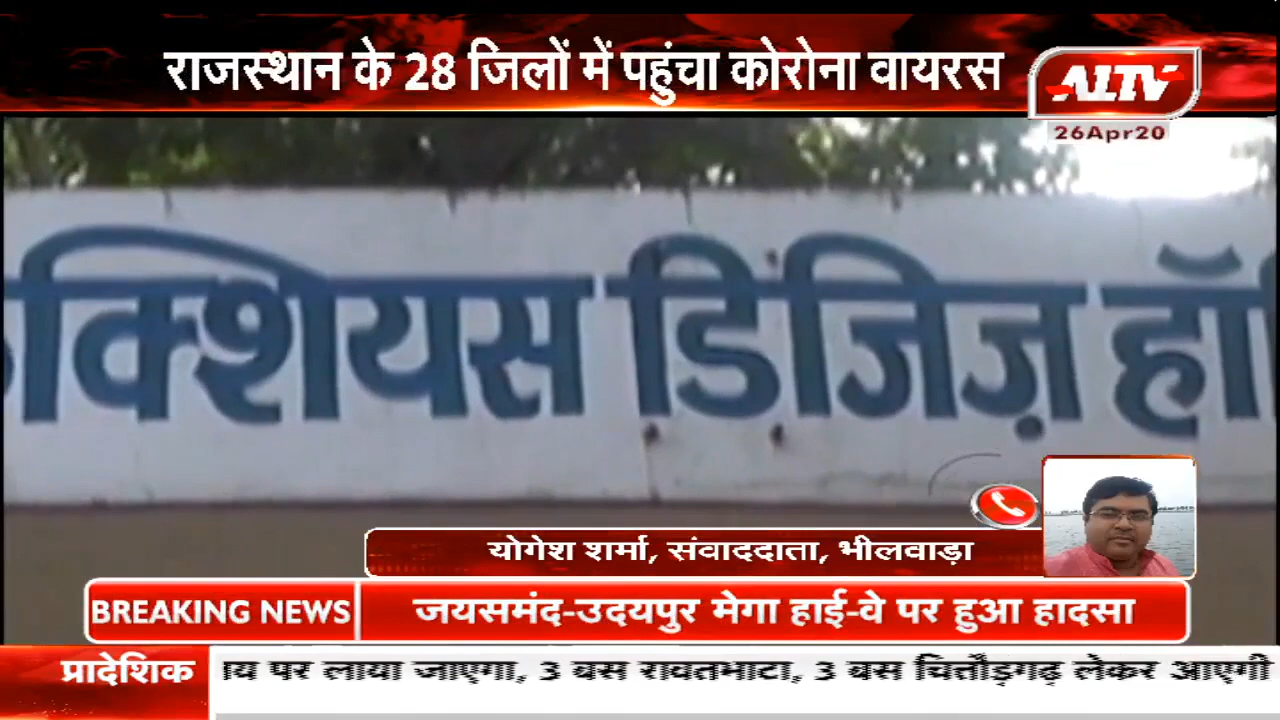 राजस्थान के 28 जिलों में पहुंचा कोरोना वायरस
ALTV
26Apr20
क्शियस डिजिज़ हॉ
योगेश शर्मा, संवाददाता, भीलवाड़ा
BREAKING NEWS
जयसमंद-उदयपुर मेगा हाई-वे पर हुआ हादसा
प्रादेशिक
पर लाया जाएगा, 3 बस रावतभाटा, 3 बस चित्तौड़गढ़ लेकर आएगी